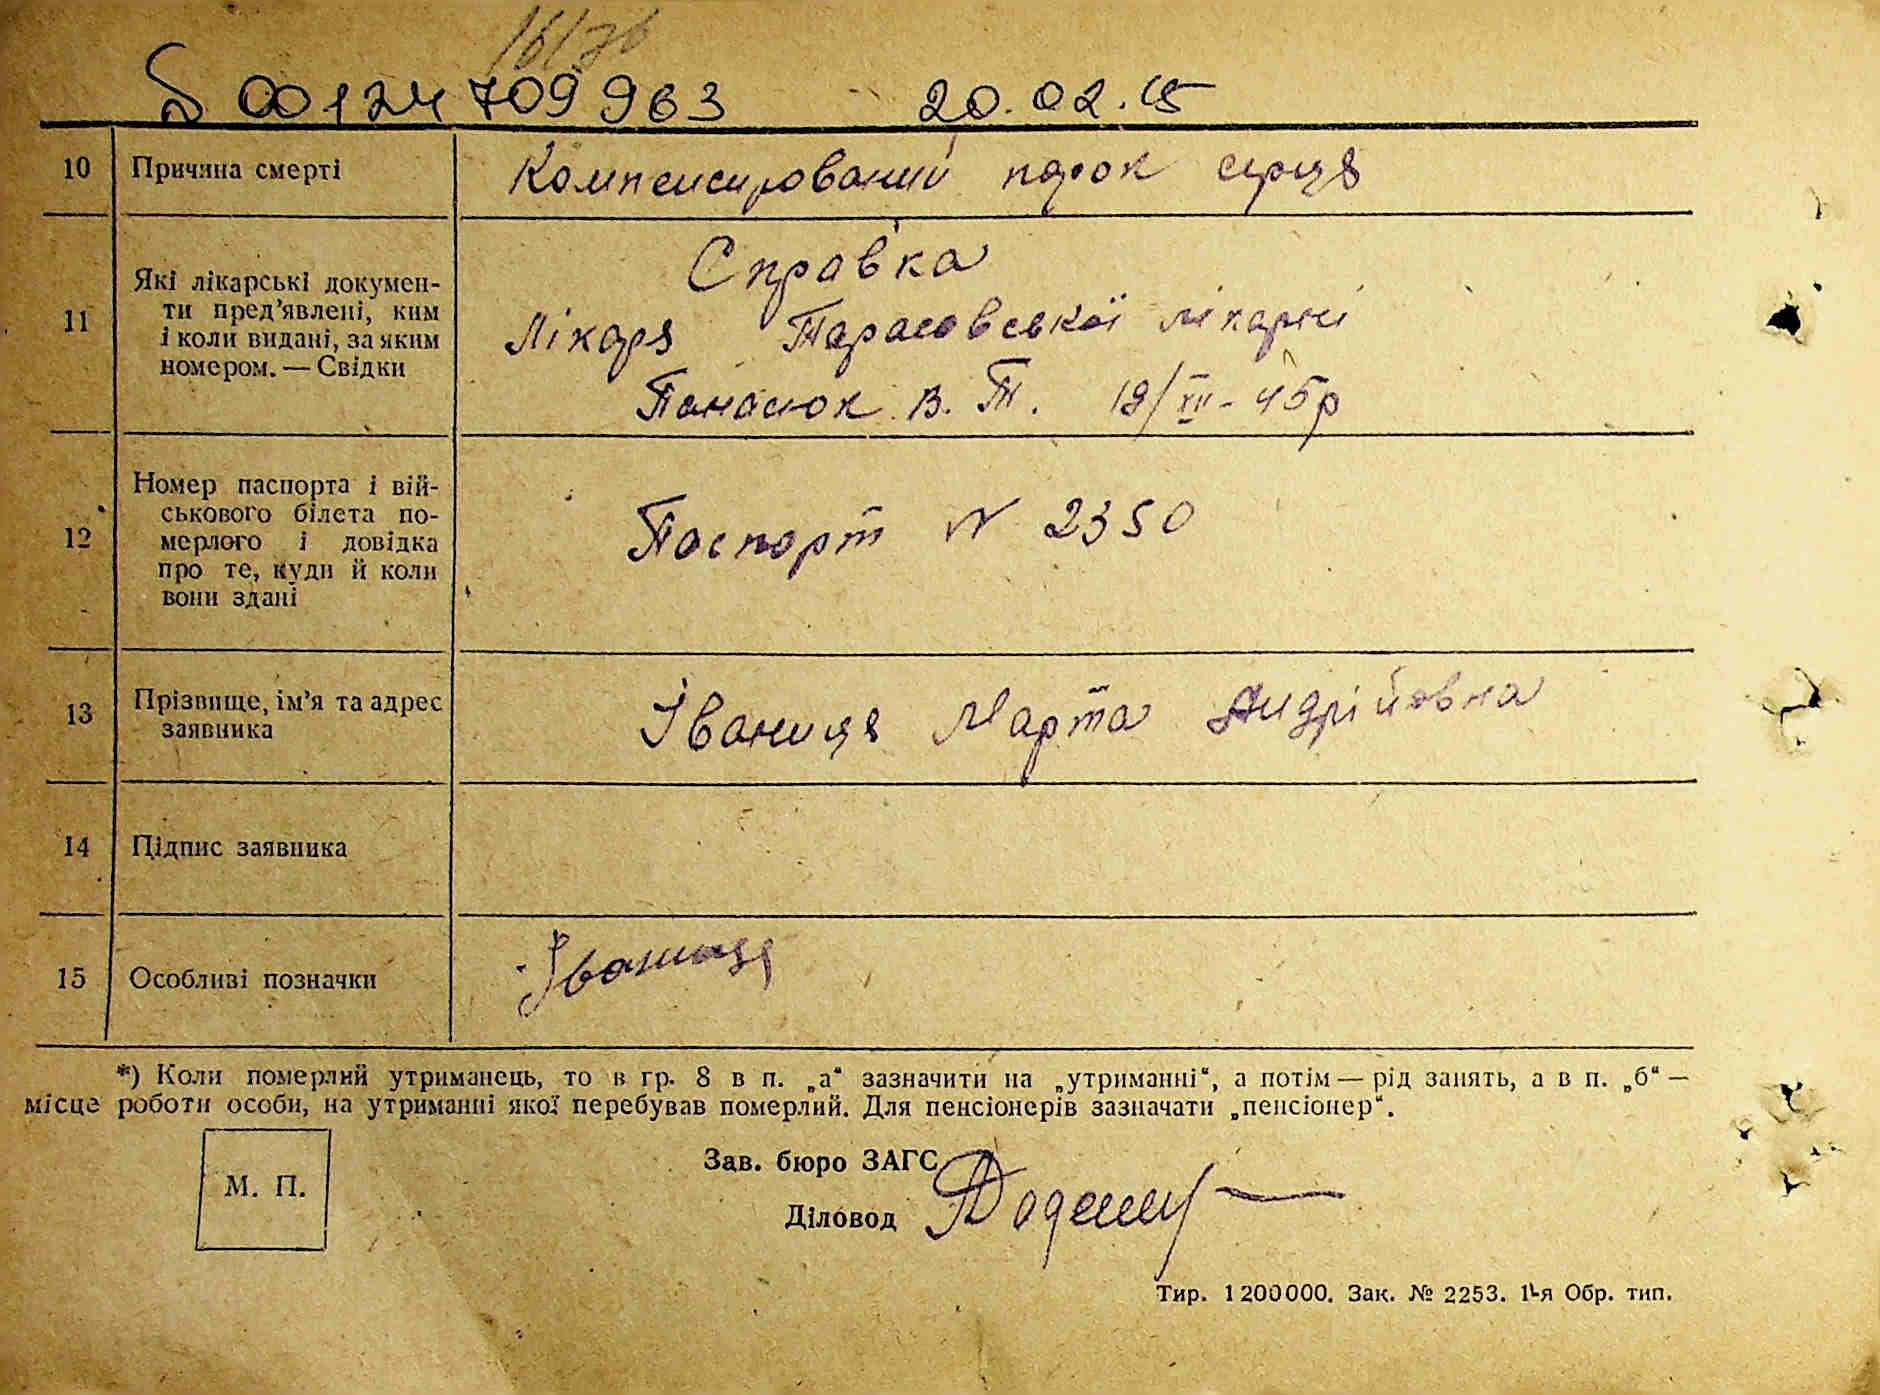 00124709963 20.02.15
10 Причина смерті Компенсирований порок серця
11 Які лікарські докумен-
ти пред’явлені, ким
і коли видані, за яким
номером. — Свідки
Справка
Лікаря Тарасовської лікарні
Панасюк В. Т. 19/XII - 45р
12 Номер паспорта і вій-
ськового білета по-
мерлого і довідка
про те, куди й коли
вони здані
Паспорт N 2350
13 Прізвище, ім’я та адрес
заявника
Іваниця Марта Андрійовна
14 Підпис заявника
15 Особливі позначки Іваниця
*) Коли померлий утриманець, то в гр. 8 в п. „а“ зазначити на „утриманні“, а потім — рід занять, а в п. „б“ —
місце роботи особи, на утриманні якої перебував померлий. Для пенсіонерів зазначати „пенсіонер“.
М. П.
Зав. бюро ЗАГС
Діловод
Тир. 1200000. Зак. № 2253. 1-я Обр. тип.